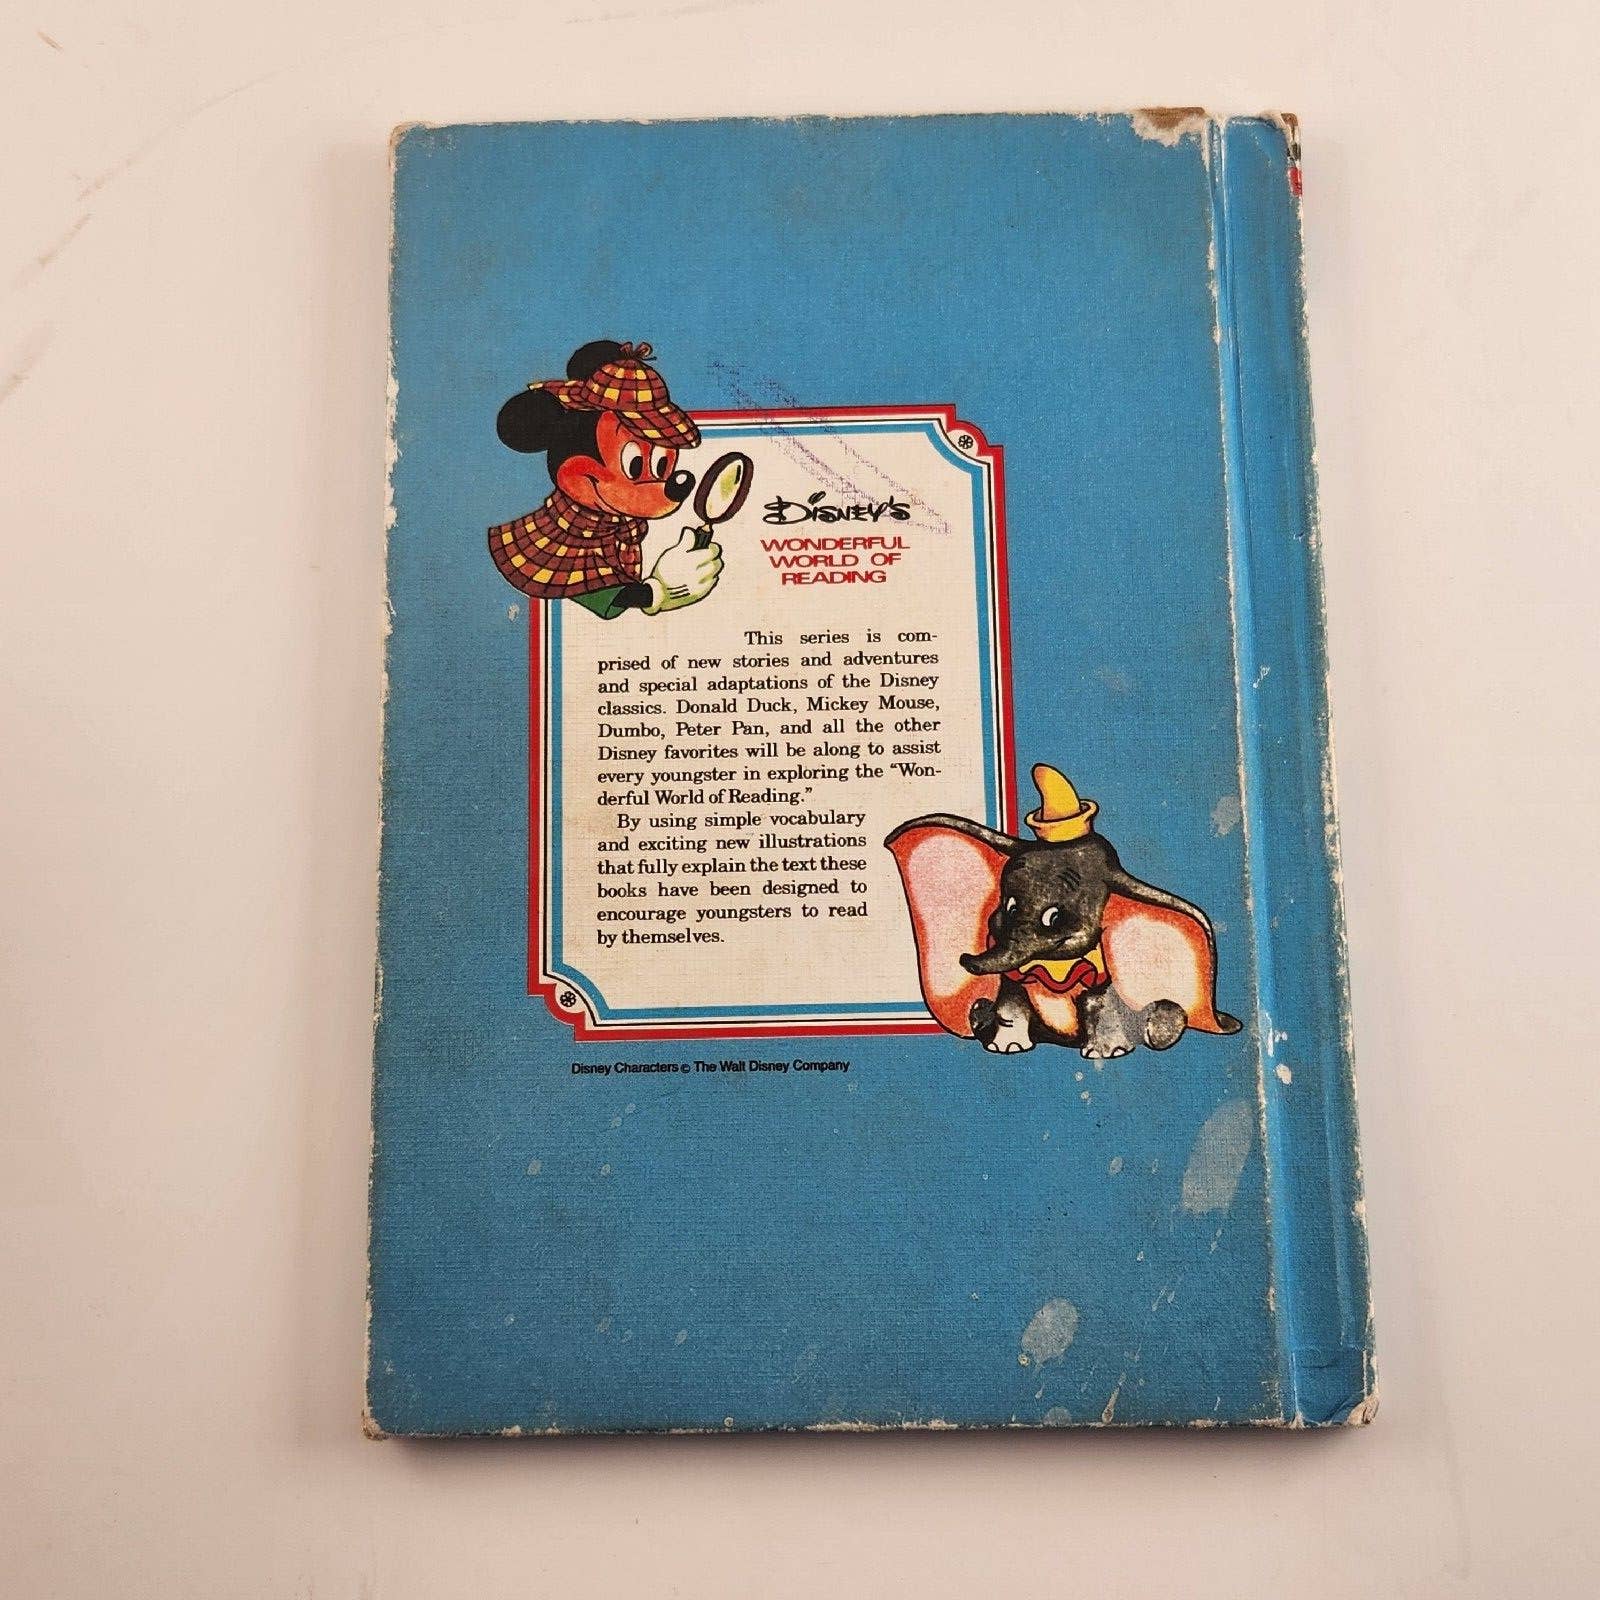 Disney's
WONDERFUL
WORLD OF
READING
This series is com-
prised of new stories and adventures
and special adaptations of the Disney
classics. Donald Duck, Mickey Mouse,
Dumbo, Peter Pan, and all the other
Disney favorites will be along to assist
every youngster in exploring the “Won-
derful World of Reading.”
By using simple vocabulary
and exciting new illustrations
that fully explain the text these
books have been designed to
encourage youngsters to read
by themselves.
Disney Characters © The Walt Disney Company